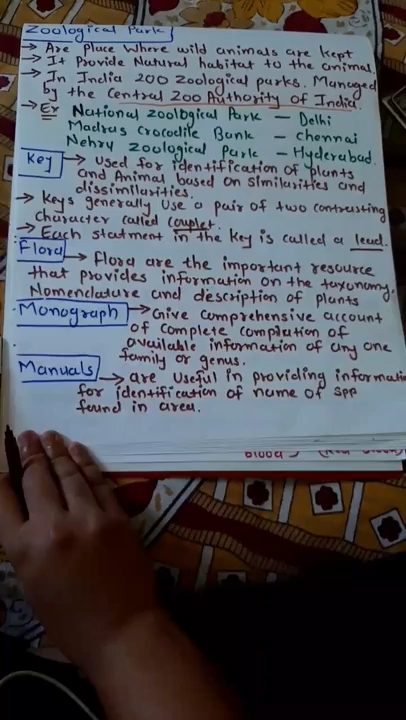 Zoological Park
→ Are Place Where wild animals are kept
→ It Provide Natural habitat to the animal.
→ In India 200 Zoological parks. Managed
by the Central Zoo Authority of India.
→ Ex National Zoological Park - Delhi
Madras Crocodile Bank - Chennai
Nehry Zoological Park - Hyderabad.
Key → Used for identification of plants
and Animal based on Similarities and
dissimilarities.
→ Keys generally Use a pair of two contrasting
character called couplet.
→ Each statment in the key is called a lead.
Flora → Flora are the important resource
that provides information on the taxonomy,
Nomenclature and description of plants
Monograph → Give comprehensive account
of complete compilation of
available information of any one
family or genus.
Manuals → are Useful in providing informatio
for identification of name of spp
found in area.
Blood